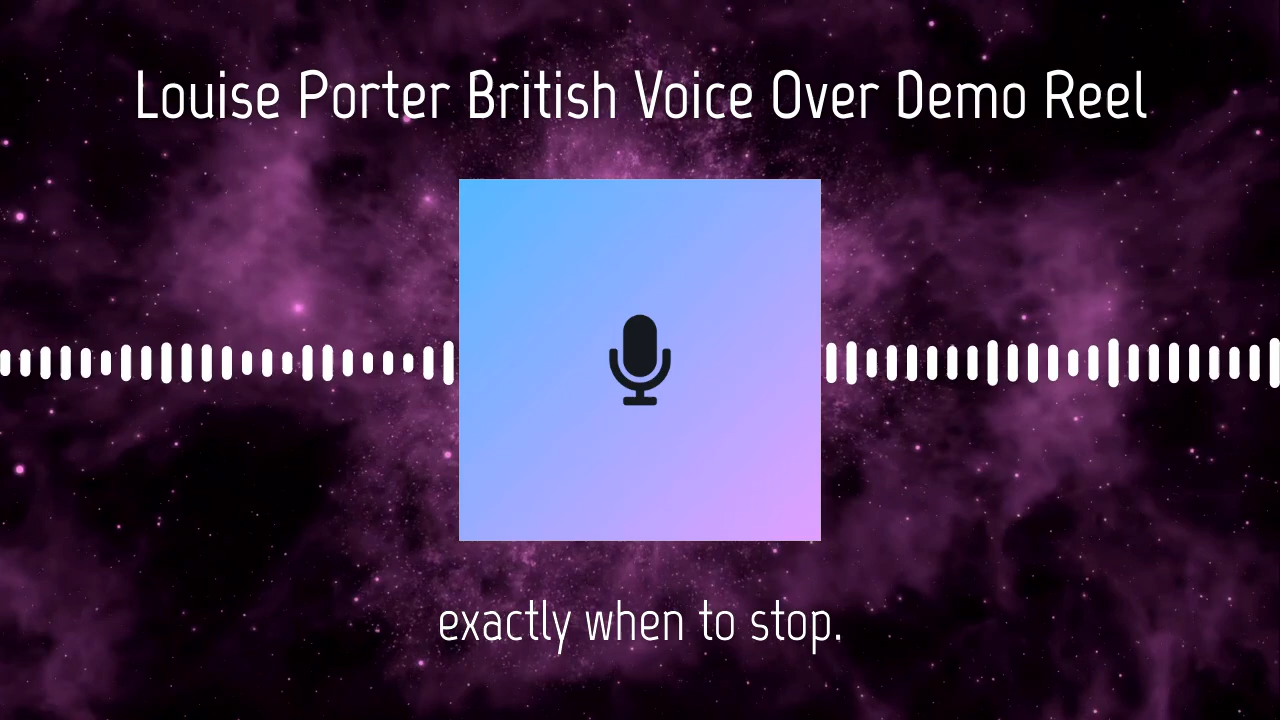 Louise Porter British Voice Over Demo Reel
exactly when to stop.